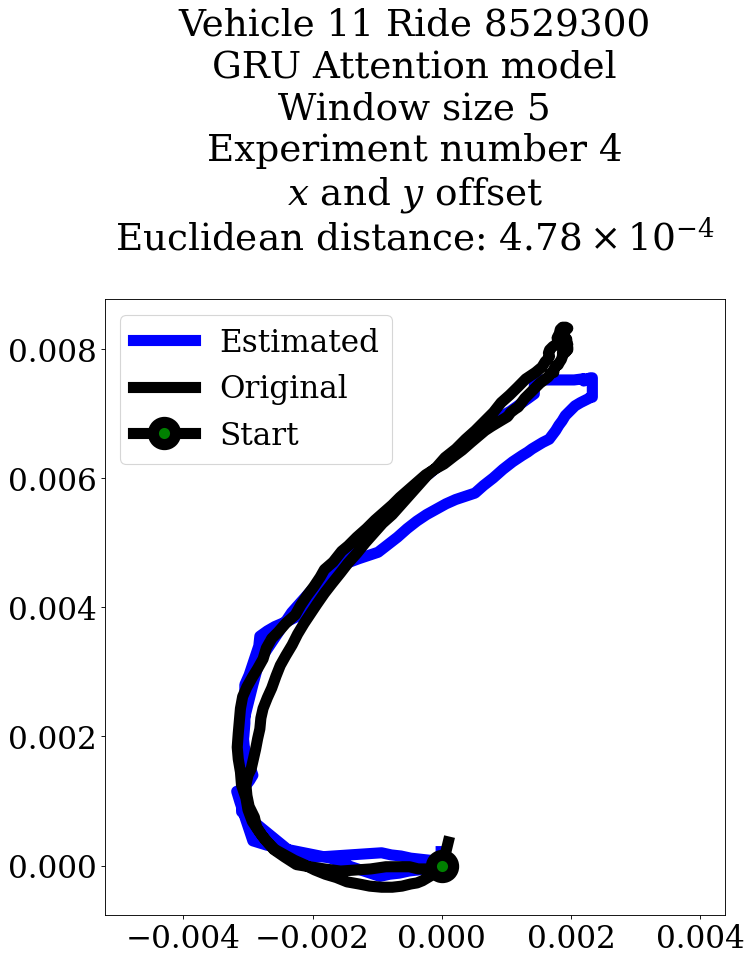 Vehicle 11 Ride 8529300
GRU Attention model
Window size 5
Experiment number 4
x and y offset
Euclidean distance: 4.78 × 10⁻⁴
Estimated
Original
Start
0.008
0.006
0.004
0.002
0.000
−0.004
−0.002
0.000
0.002
0.004